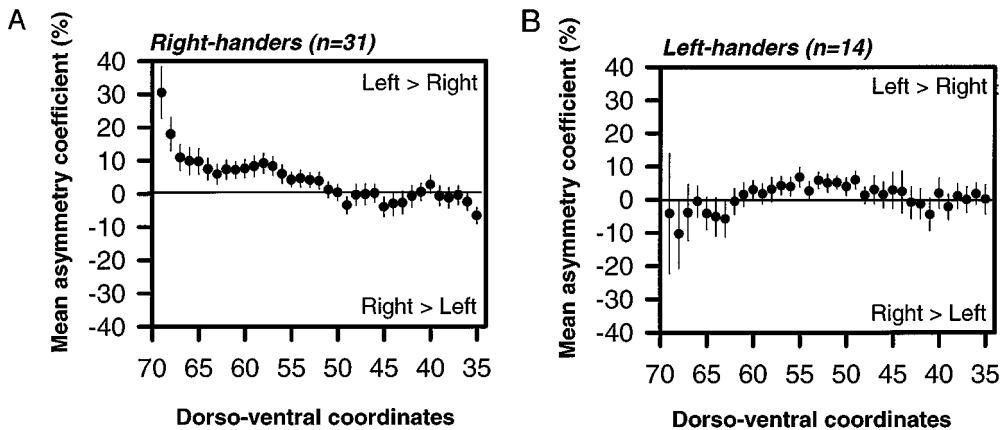 A
Right-handers (n=31)
Mean asymmetry coefficient (%)
40
30
20
10
0
-10
-20
-30
-40
Left > Right
Right > Left
70 65 60 55 50 45 40 35
Dorso-ventral coordinates
B
Left-handers (n=14)
Mean asymmetry coefficient (%)
40
30
20
10
0
-10
-20
-30
-40
Left > Right
Right > Left
70 65 60 55 50 45 40 35
Dorso-ventral coordinates